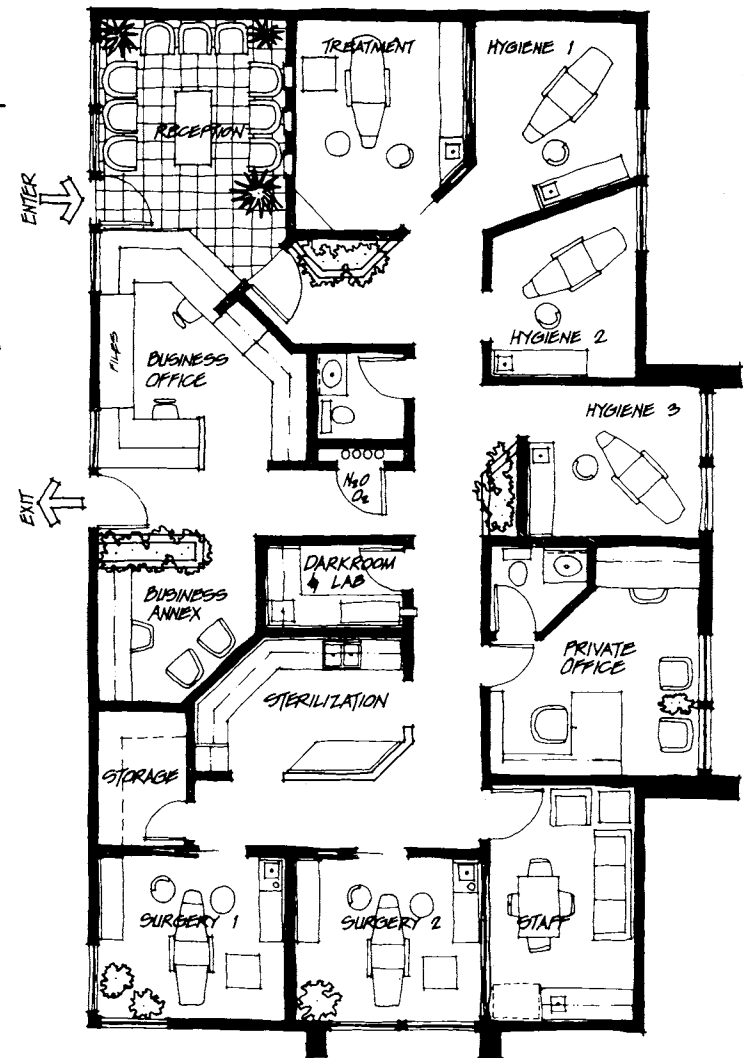 TREATMENT
HYGIENE 1
RECEPTION
ENTER
HYGIENE 2
FILES
BUSINESS
OFFICE
HYGIENE 3
N2O
O2
EXIT
DARKROOM
& LAB
BUSINESS
ANNEX
PRIVATE
OFFICE
STERILIZATION
STORAGE
SURGERY 1
SURGERY 2
STAFF